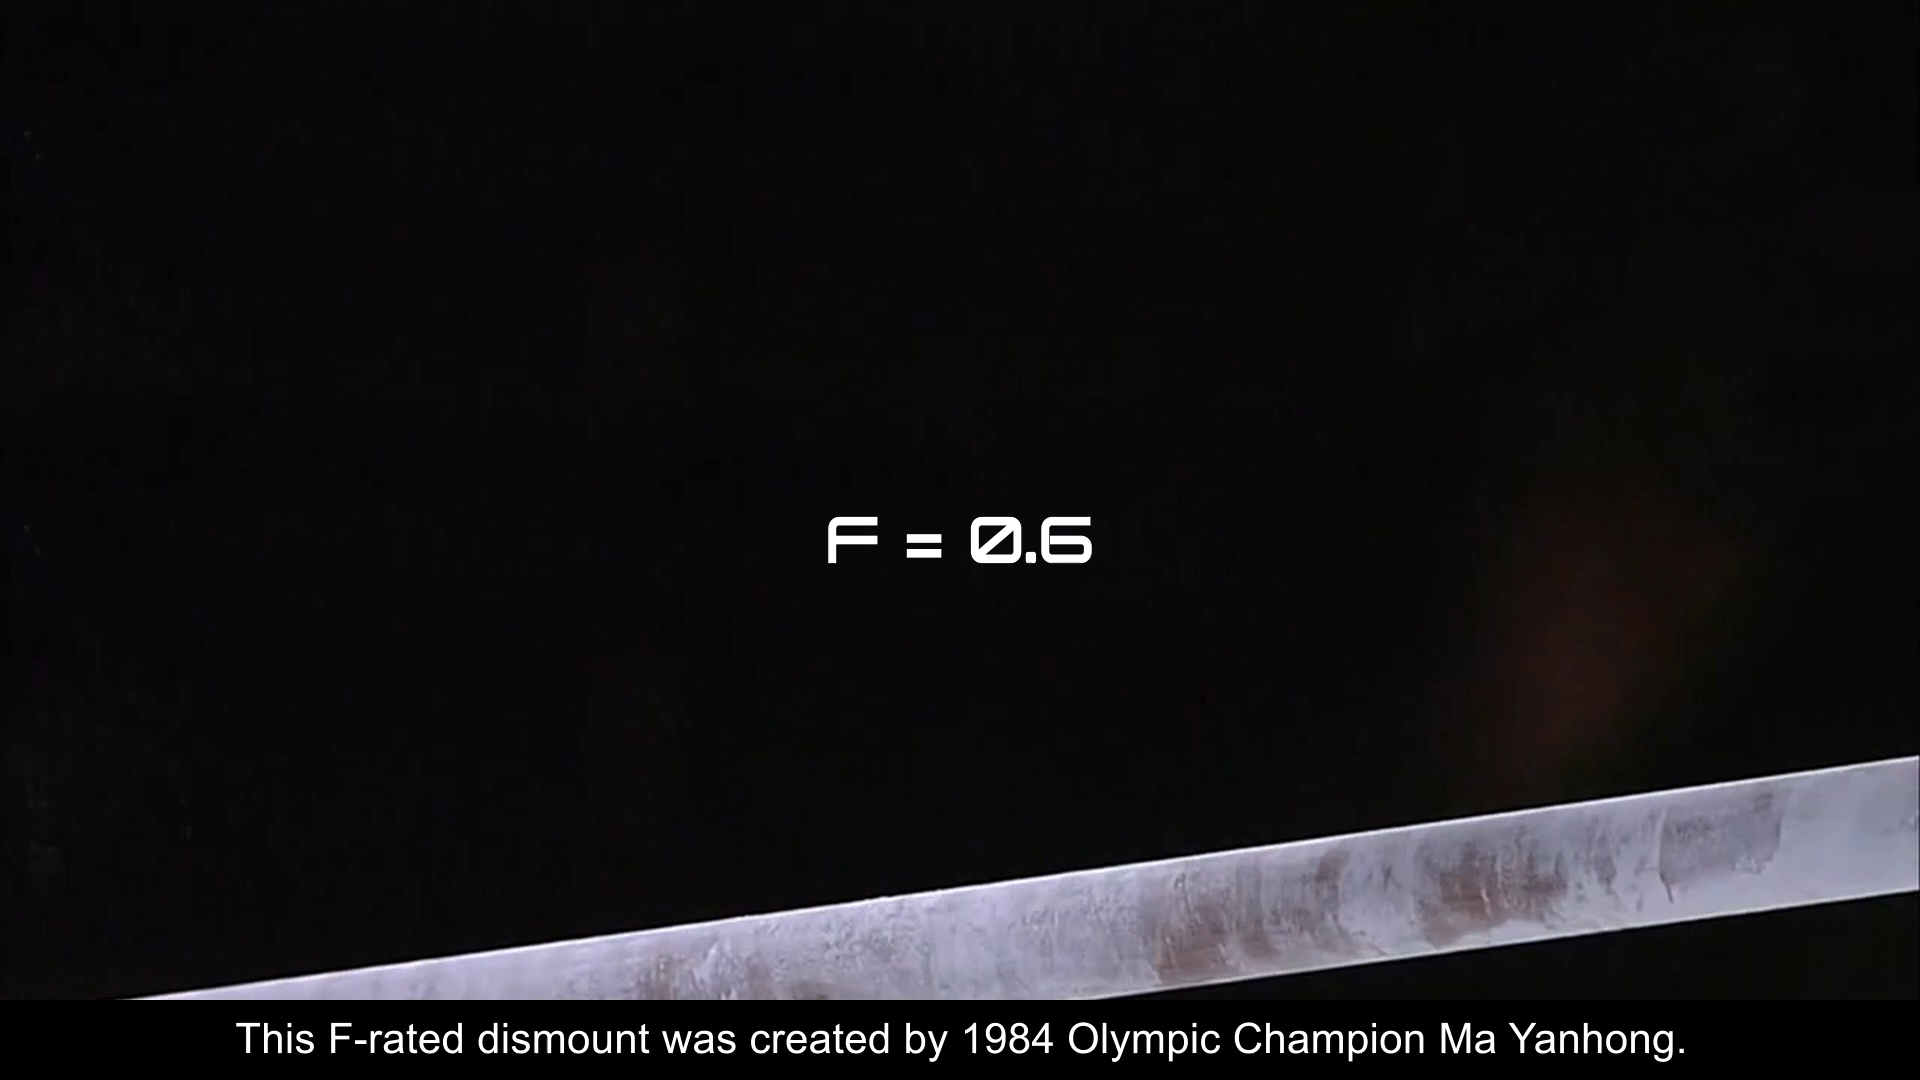 F = 0.6
This F-rated dismount was created by 1984 Olympic Champion Ma Yanhong.